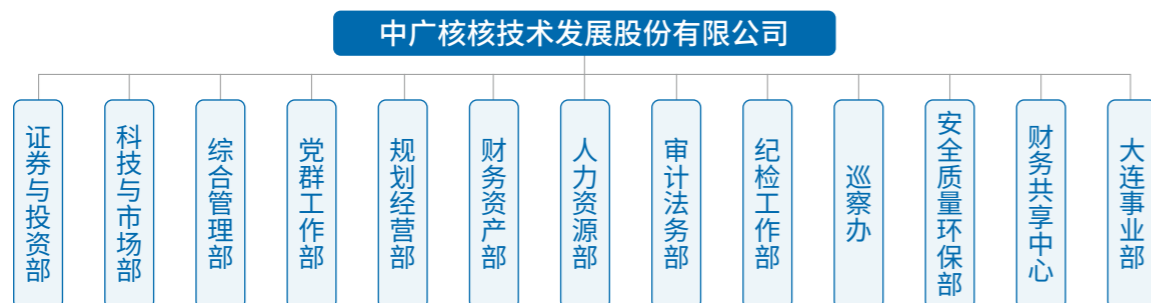 中广核核技术发展股份有限公司
证券与投资部
科技与市场部
综合管理部
党群工作部
规划经营部
财务资产部
人力资源部
审计法务部
纪检工作部
巡察办
安全质量环保部
财务共享中心
大连事业部